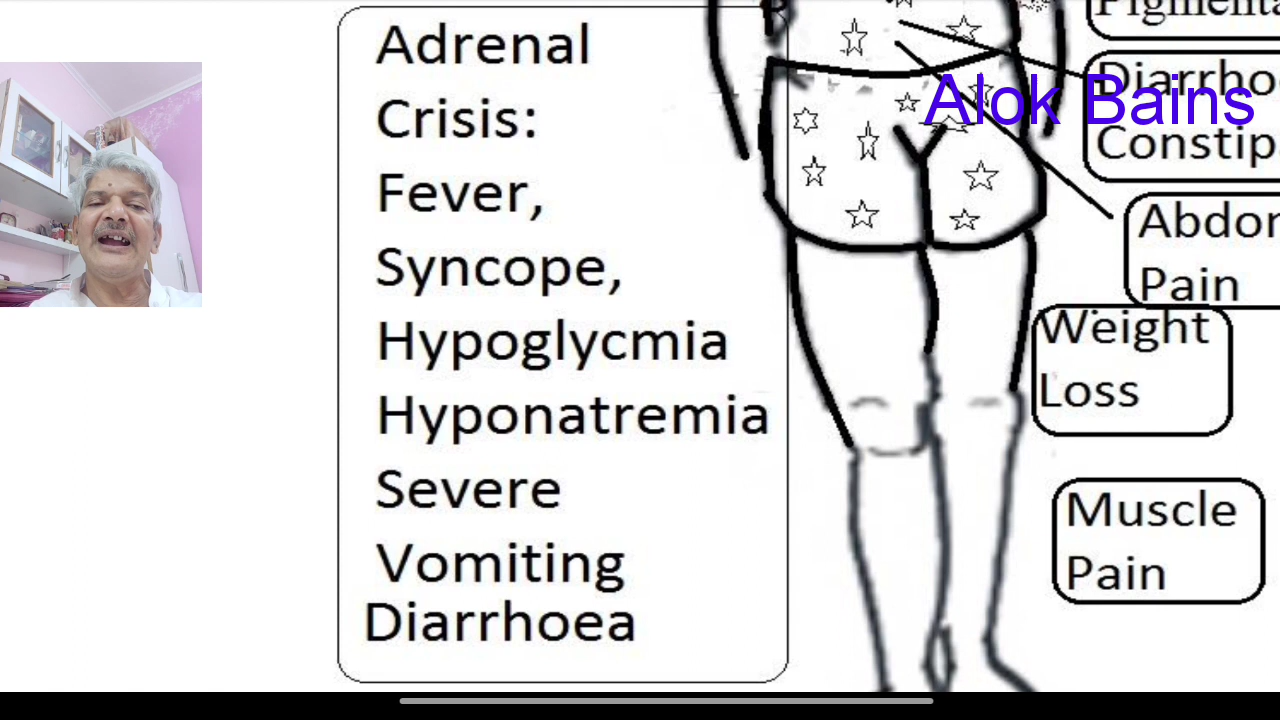 Adrenal
Crisis:
Fever,
Syncope,
Hypoglycmia
Hyponatremia
Severe
Vomiting
Diarrhoea
Alok Bains
Pain
Weight
Loss
Muscle
Pain